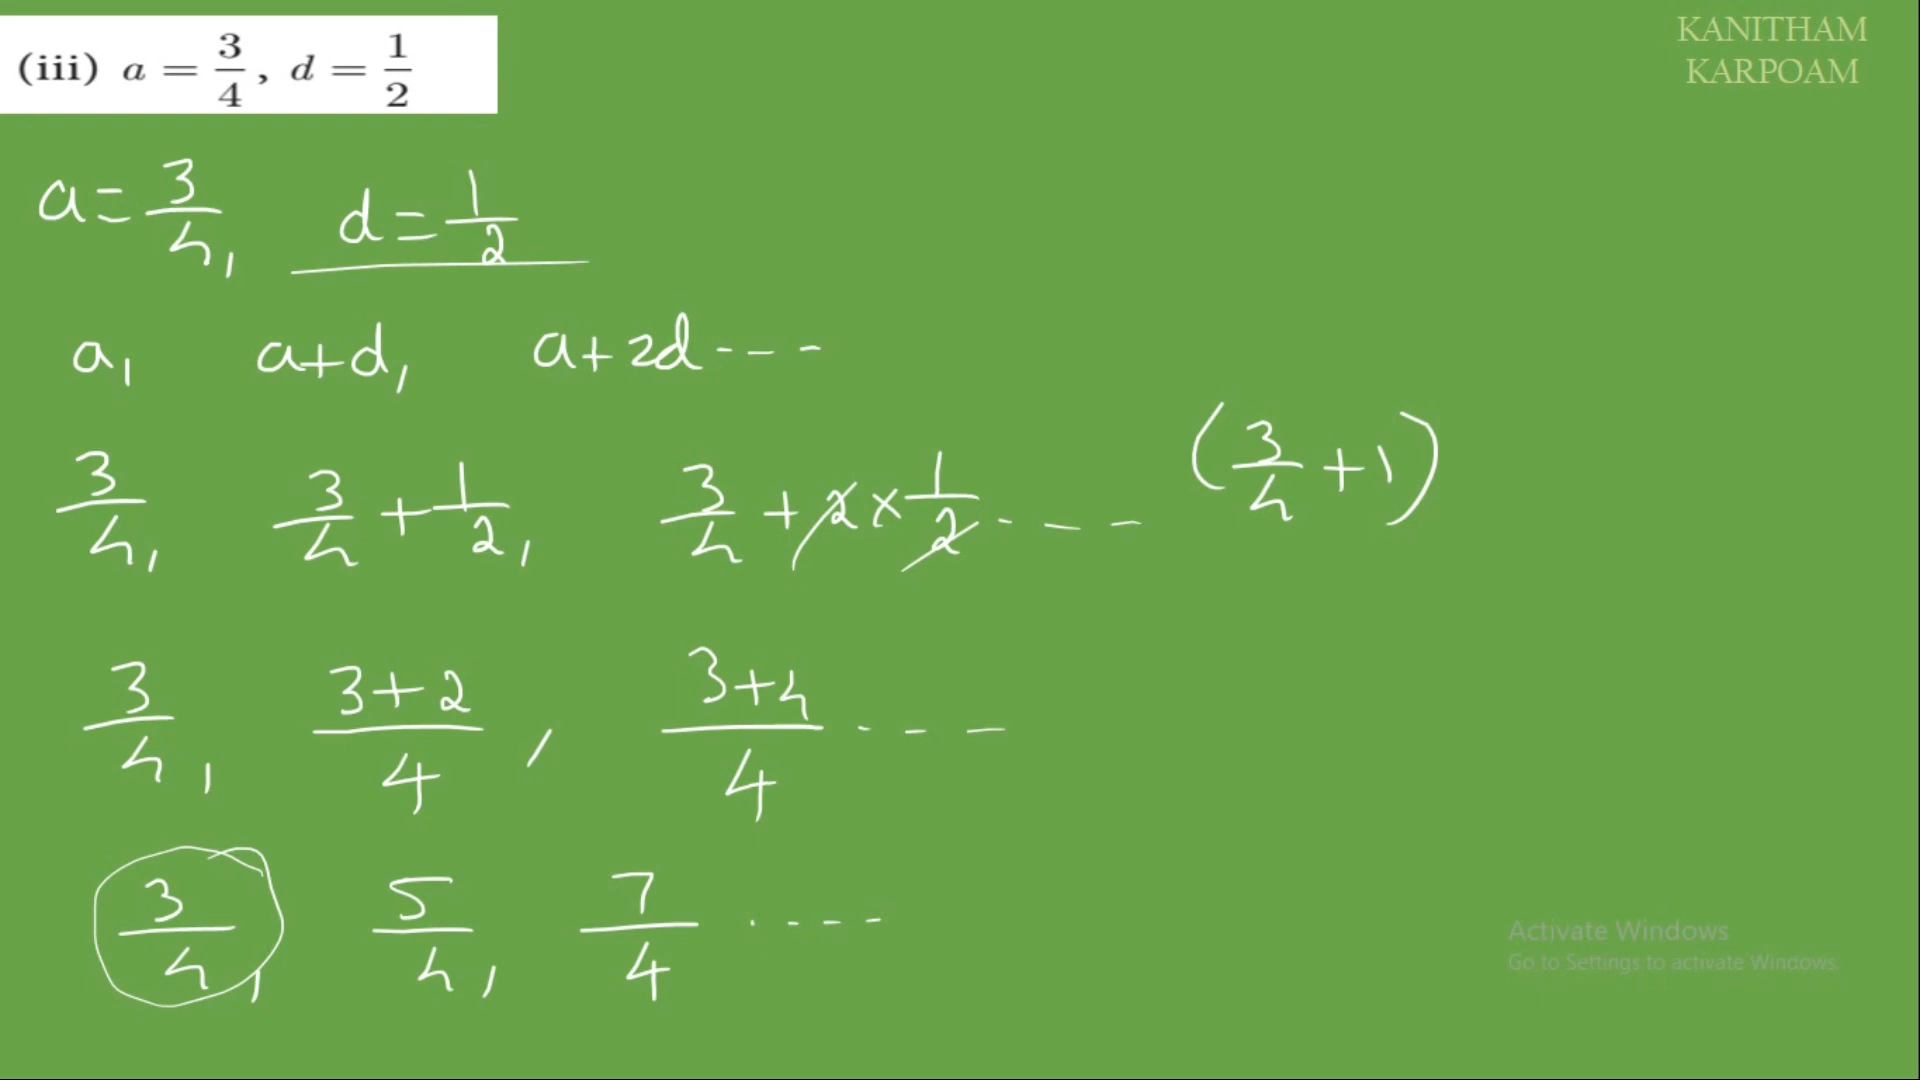 KANITHAM
KARPOAM
(iii) a = 3/4, d = 1/2
a = 3/4, d = 1/2
a, a+d, a+2d ---
3/4, 3/4 + 1/2, 3/4 + 2 × 1/2 ---- (3/4 + 1)
3/4, 3+2/4, 3+4/4 ---
3/4, 5/4, 7/4 ----
Activate Windows
Go to Settings to activate Windows.